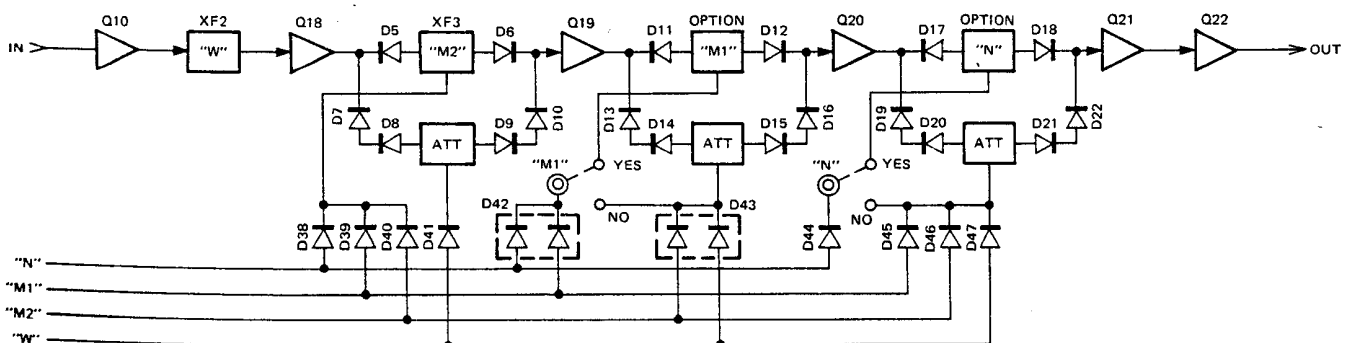 Q10 XF2 Q18 D5 XF3 D6 Q19 D11 OPTION D12 Q20 D17 OPTION D18 Q21 Q22
IN "W" "M2" "M1" "N" OUT
D7 D8 ATT D9 D10 D13 D14 ATT D15 D16 D19 D20 ATT D21 D22
"M1" YES "N" YES
D42 NO D43 NO
D38 D39 D40 D41 D44 D45 D46 D47
"N"
"M1"
"M2"
"W"